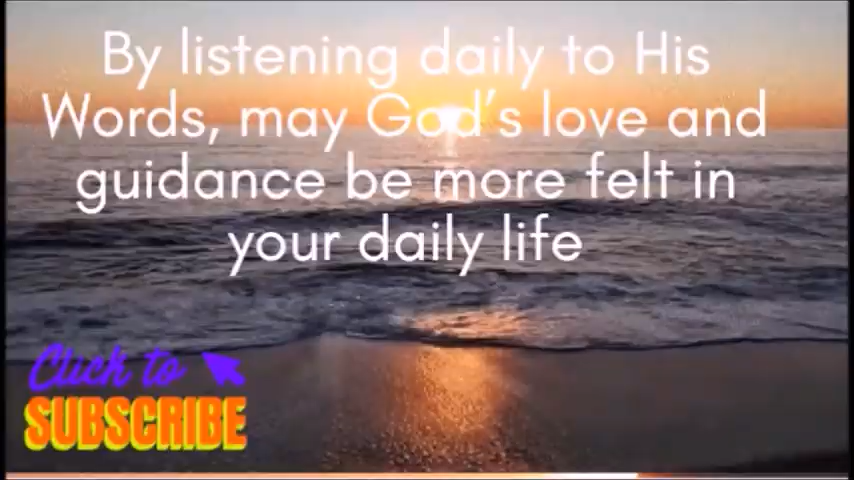 By listening daily to His
Words, may God's love and
guidance be more felt in
your daily life
Click to
SUBSCRIBE